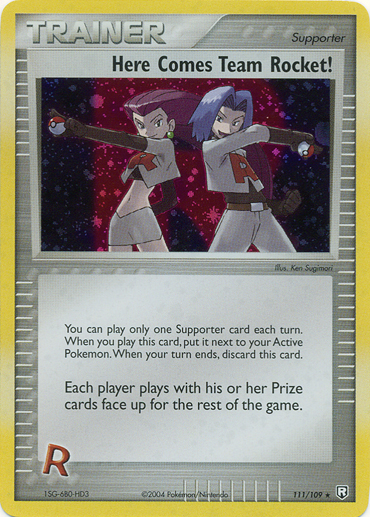 TRAINER
Supporter
Here Comes Team Rocket!
R
R
Illus. Ken Sugimori
You can play only one Supporter card each turn.
When you play this card, put it next to your Active
Pokemon. When your turn ends, discard this card.
Each player plays with his or her Prize
cards face up for the rest of the game.
R
1SG-6B0-HD3
©2004 Pokémon/Nintendo
111/109 ★
R